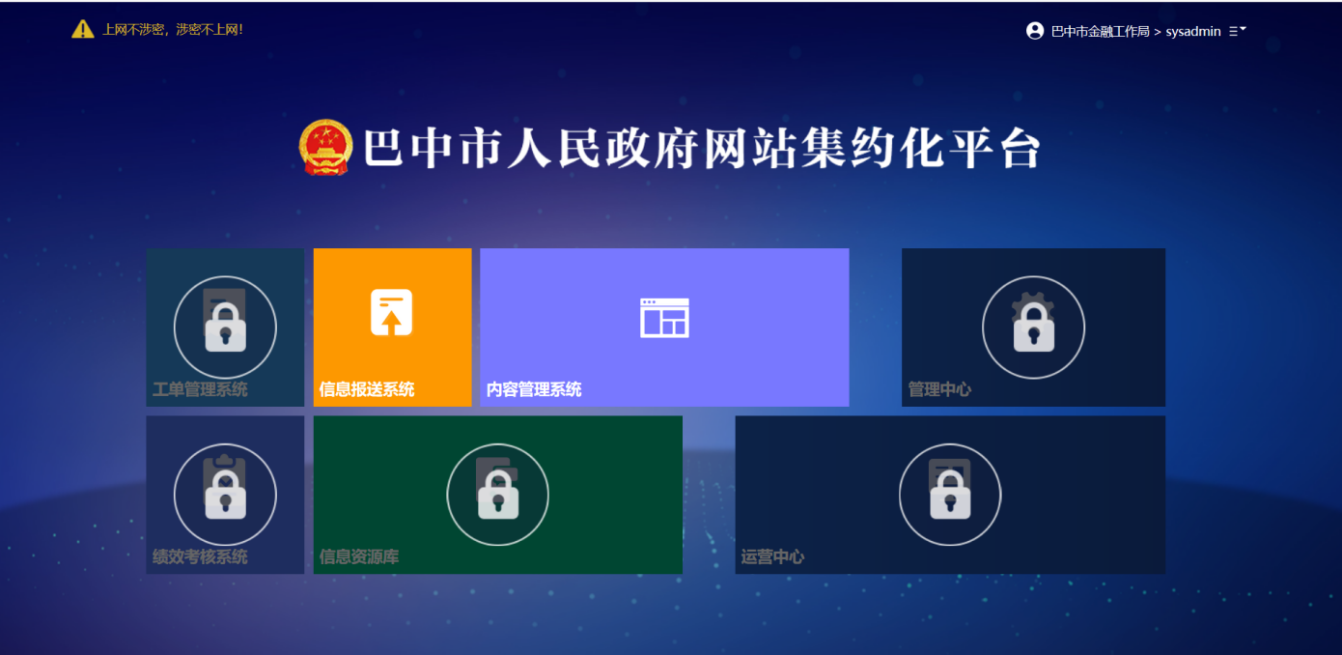 上网不涉密，涉密不上网！
巴中市金融工作局 > sysadmin
巴中市人民政府网站集约化平台
工单管理系统
信息报送系统
内容管理系统
管理中心
绩效考核系统
信息资源库
运营中心